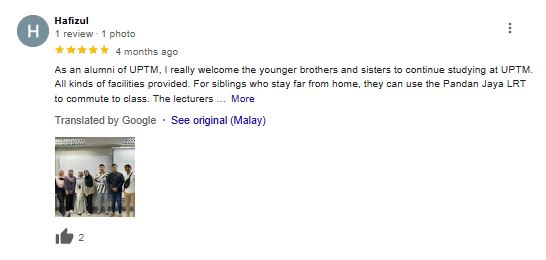 H
Hafizul
1 review · 1 photo
4 months ago
As an alumni of UPTM, I really welcome the younger brothers and sisters to continue studying at UPTM.
All kinds of facilities provided. For siblings who stay far from home, they can use the Pandan Jaya LRT
to commute to class. The lecturers ... More
Translated by Google · See original (Malay)
2